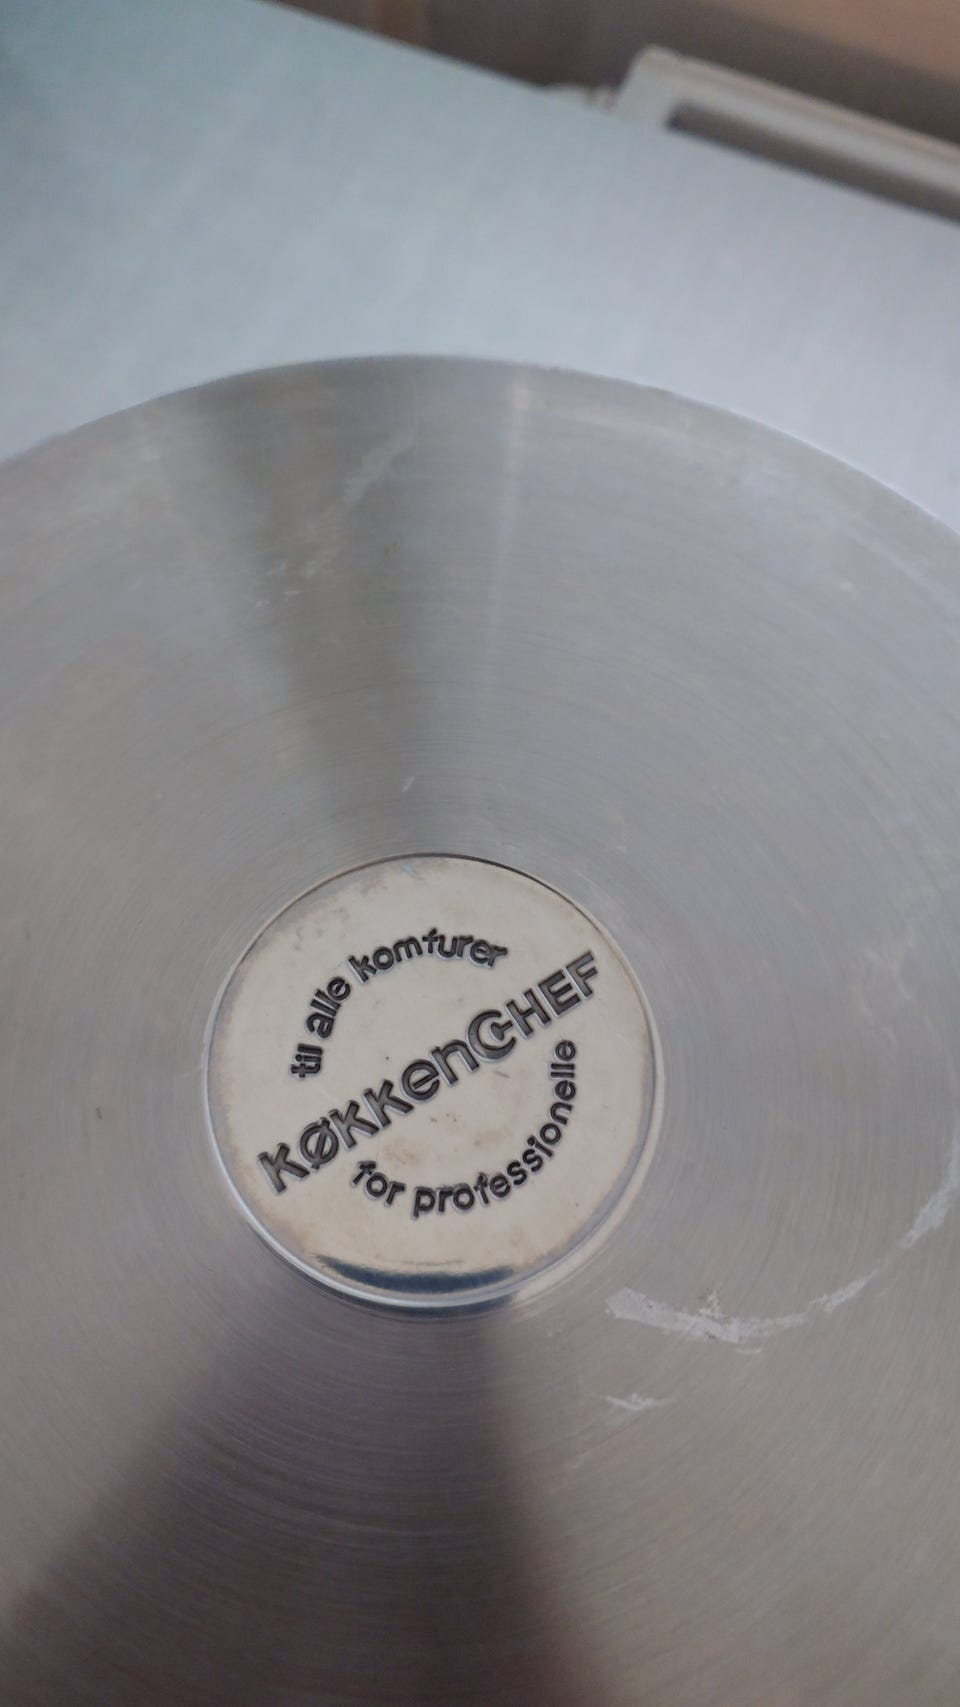 til alle komfurer
KØKKENCHEF
for professionelle